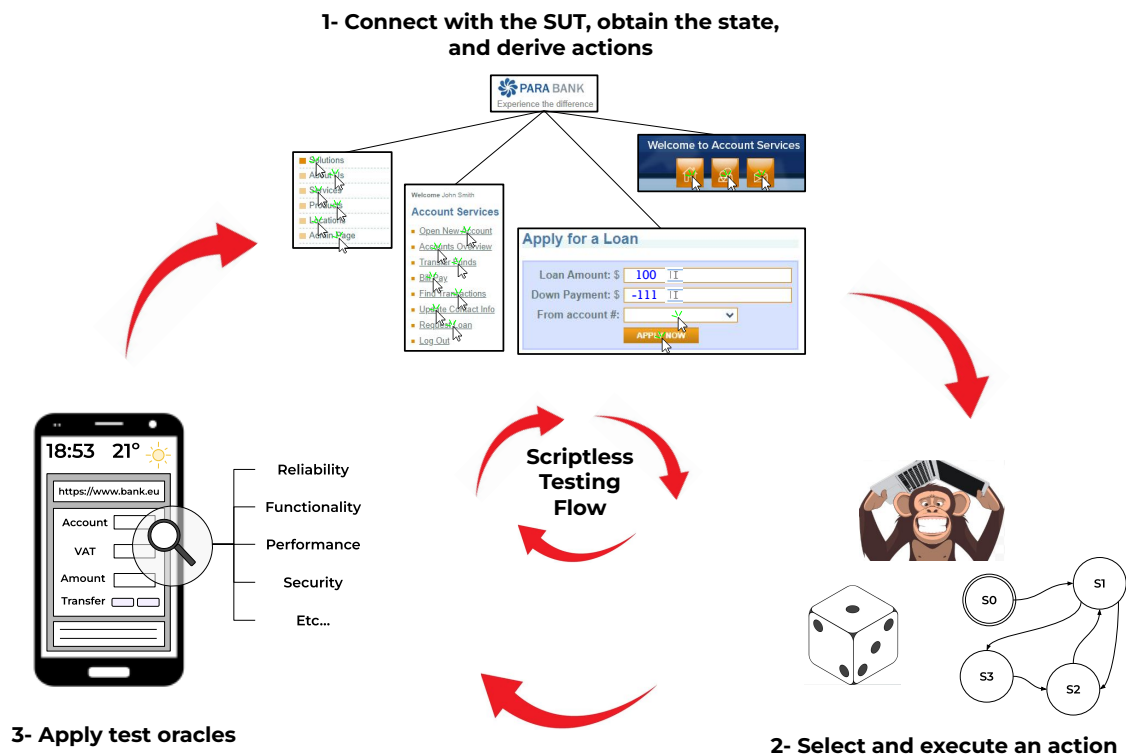 1- Connect with the SUT, obtain the state,
and derive actions
PARA BANK
Experience the difference
Solutions
About Us
Services
Products
Locations
Admin Page
Welcome John Smith
Account Services
Open New Account
Accounts Overview
Transfer Funds
Bill Pay
Find Transactions
Update Contact Info
Request Loan
Log Out
Welcome to Account Services
Apply for a Loan
Loan Amount: $ 100
Down Payment: $ -111
From account #:
APPLY NOW
Scriptless
Testing
Flow
18:53 21°
https://www.bank.eu
Account
VAT
Amount
Transfer
Reliability
Functionality
Performance
Security
Etc...
S0
S1
S3
S2
3- Apply test oracles
2- Select and execute an action